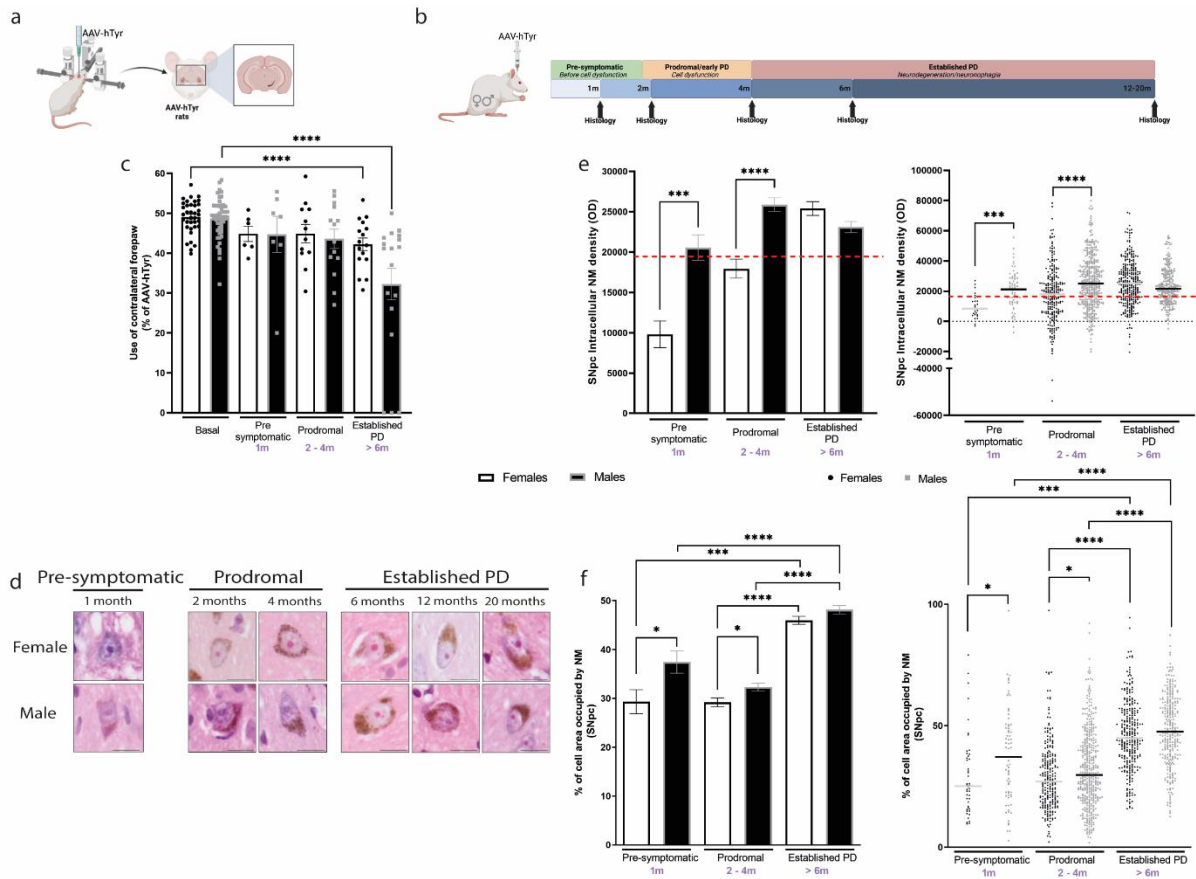 a
AAV-hTyr
AAV-hTyr
rats
b
AAV-hTyr
Pre-symptomatic
Before cell dysfunction
Prodromal/early PD
Cell dysfunction
Established PD
Neurodegeneration/neuronophagia
1m
2m
4m
6m
12-20m
Histology
Histology
Histology
Histology
Histology
c
Use of contralateral forepaw
(% of AAV-hTyr)
60
50
40
30
20
10
0
****
****
Basal
Pre
symptomatic
1m
Prodromal
2 - 4m
Established
PD
> 6m
e
SNpc Intracellular NM density (OD)
30000
25000
20000
15000
10000
5000
0
***
****
Pre
symptomatic
1m
Prodromal
2 - 4m
Established
PD
> 6m
SNpc Intracellular NM density (OD)
100000
80000
60000
40000
20000
0
-20000
-40000
-60000
***
****
Pre
symptomatic
1m
Prodromal
2 - 4m
Established
PD
> 6m
Females
Males
Females
Males
d
Pre-symptomatic
Prodromal
Established PD
1 month
2 months
4 months
6 months
12 months
20 months
Female
Male
f
% of cell area occupied by NM
(SNpc)
50
40
30
20
10
0
*
*
***
****
****
****
Pre-symptomatic
1m
Prodromal
2 - 4m
Established PD
> 6m
% of cell area occupied by NM
(SNpc)
100
50
0
*
*
***
****
****
****
Pre-symptomatic
1m
Prodromal
2 - 4m
Established PD
> 6m